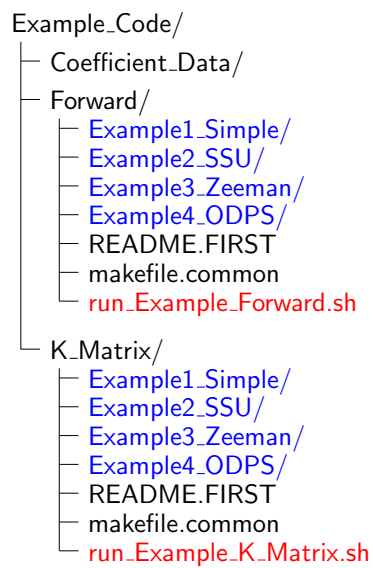 Example_Code/
Coefficient_Data/
Forward/
Example1_Simple/
Example2_SSU/
Example3_Zeeman/
Example4_ODPS/
README.FIRST
makefile.common
run_Example_Forward.sh
K_Matrix/
Example1_Simple/
Example2_SSU/
Example3_Zeeman/
Example4_ODPS/
README.FIRST
makefile.common
run_Example_K_Matrix.sh